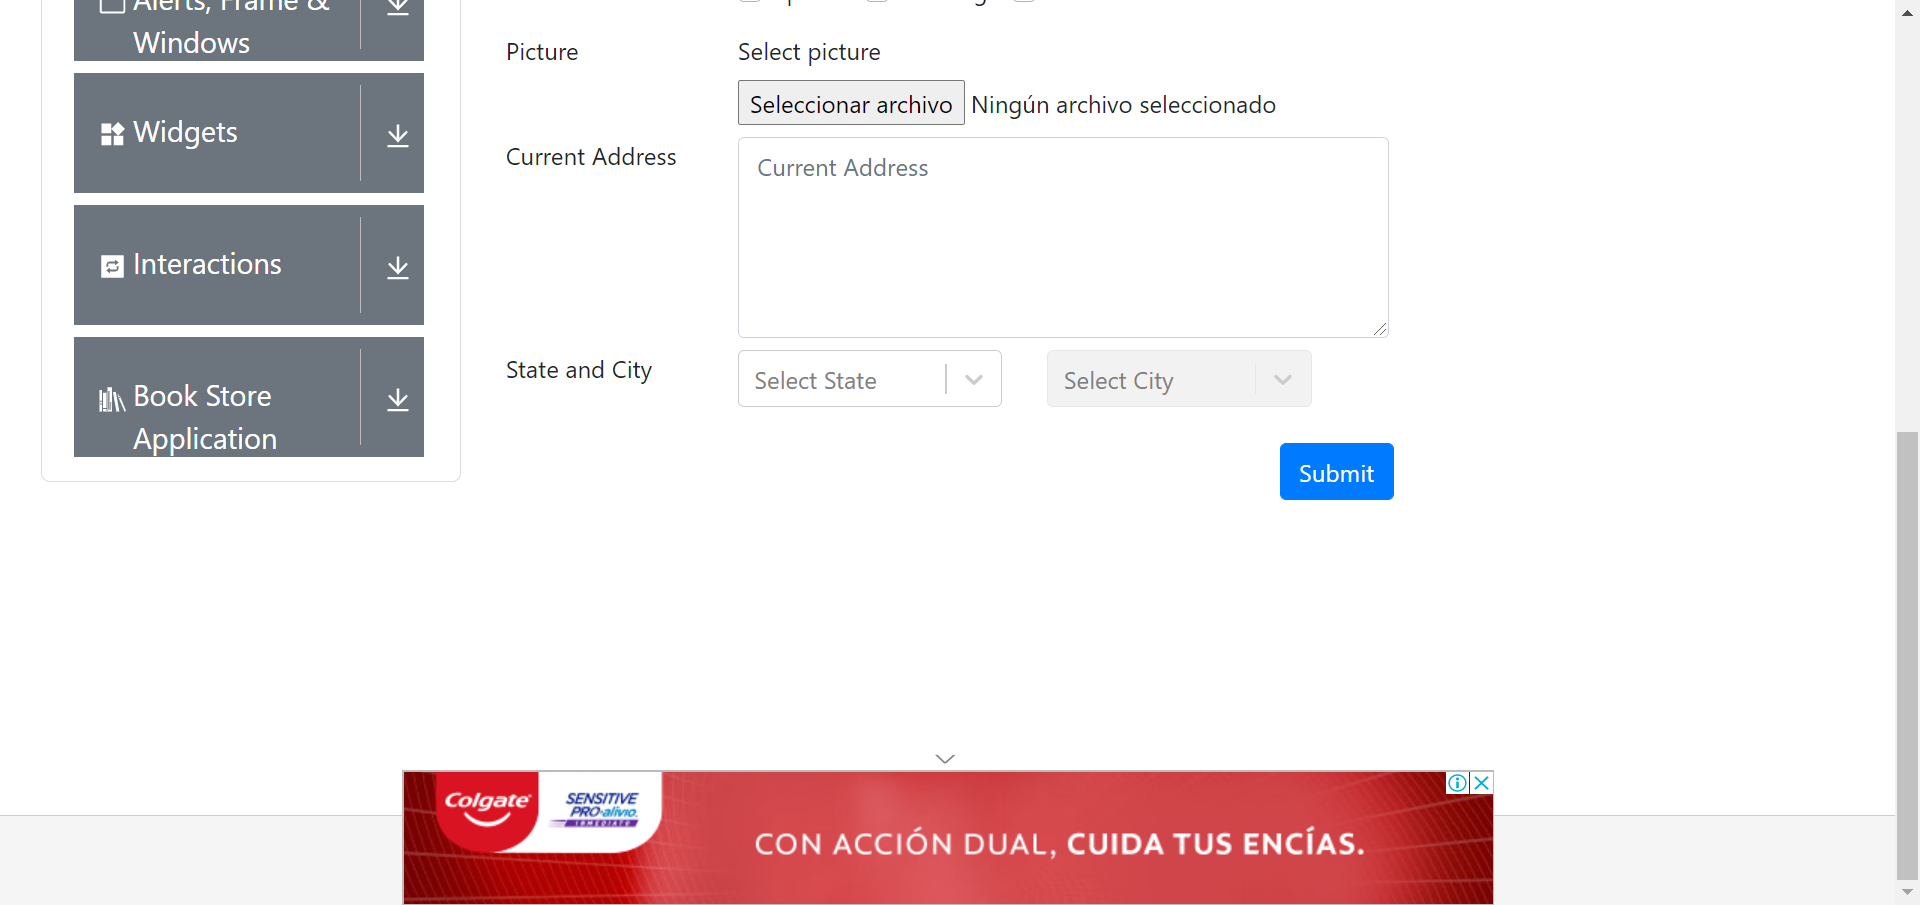 Alerts, Frame &
Windows
Widgets
Interactions
Book Store
Application
Picture
Select picture
Seleccionar archivo Ningún archivo seleccionado
Current Address
Current Address
State and City
Select State
Select City
Submit
Colgate
SENSITIVE
PRO-alivio
INMEDIATO
CON ACCIÓN DUAL, CUIDA TUS ENCÍAS.